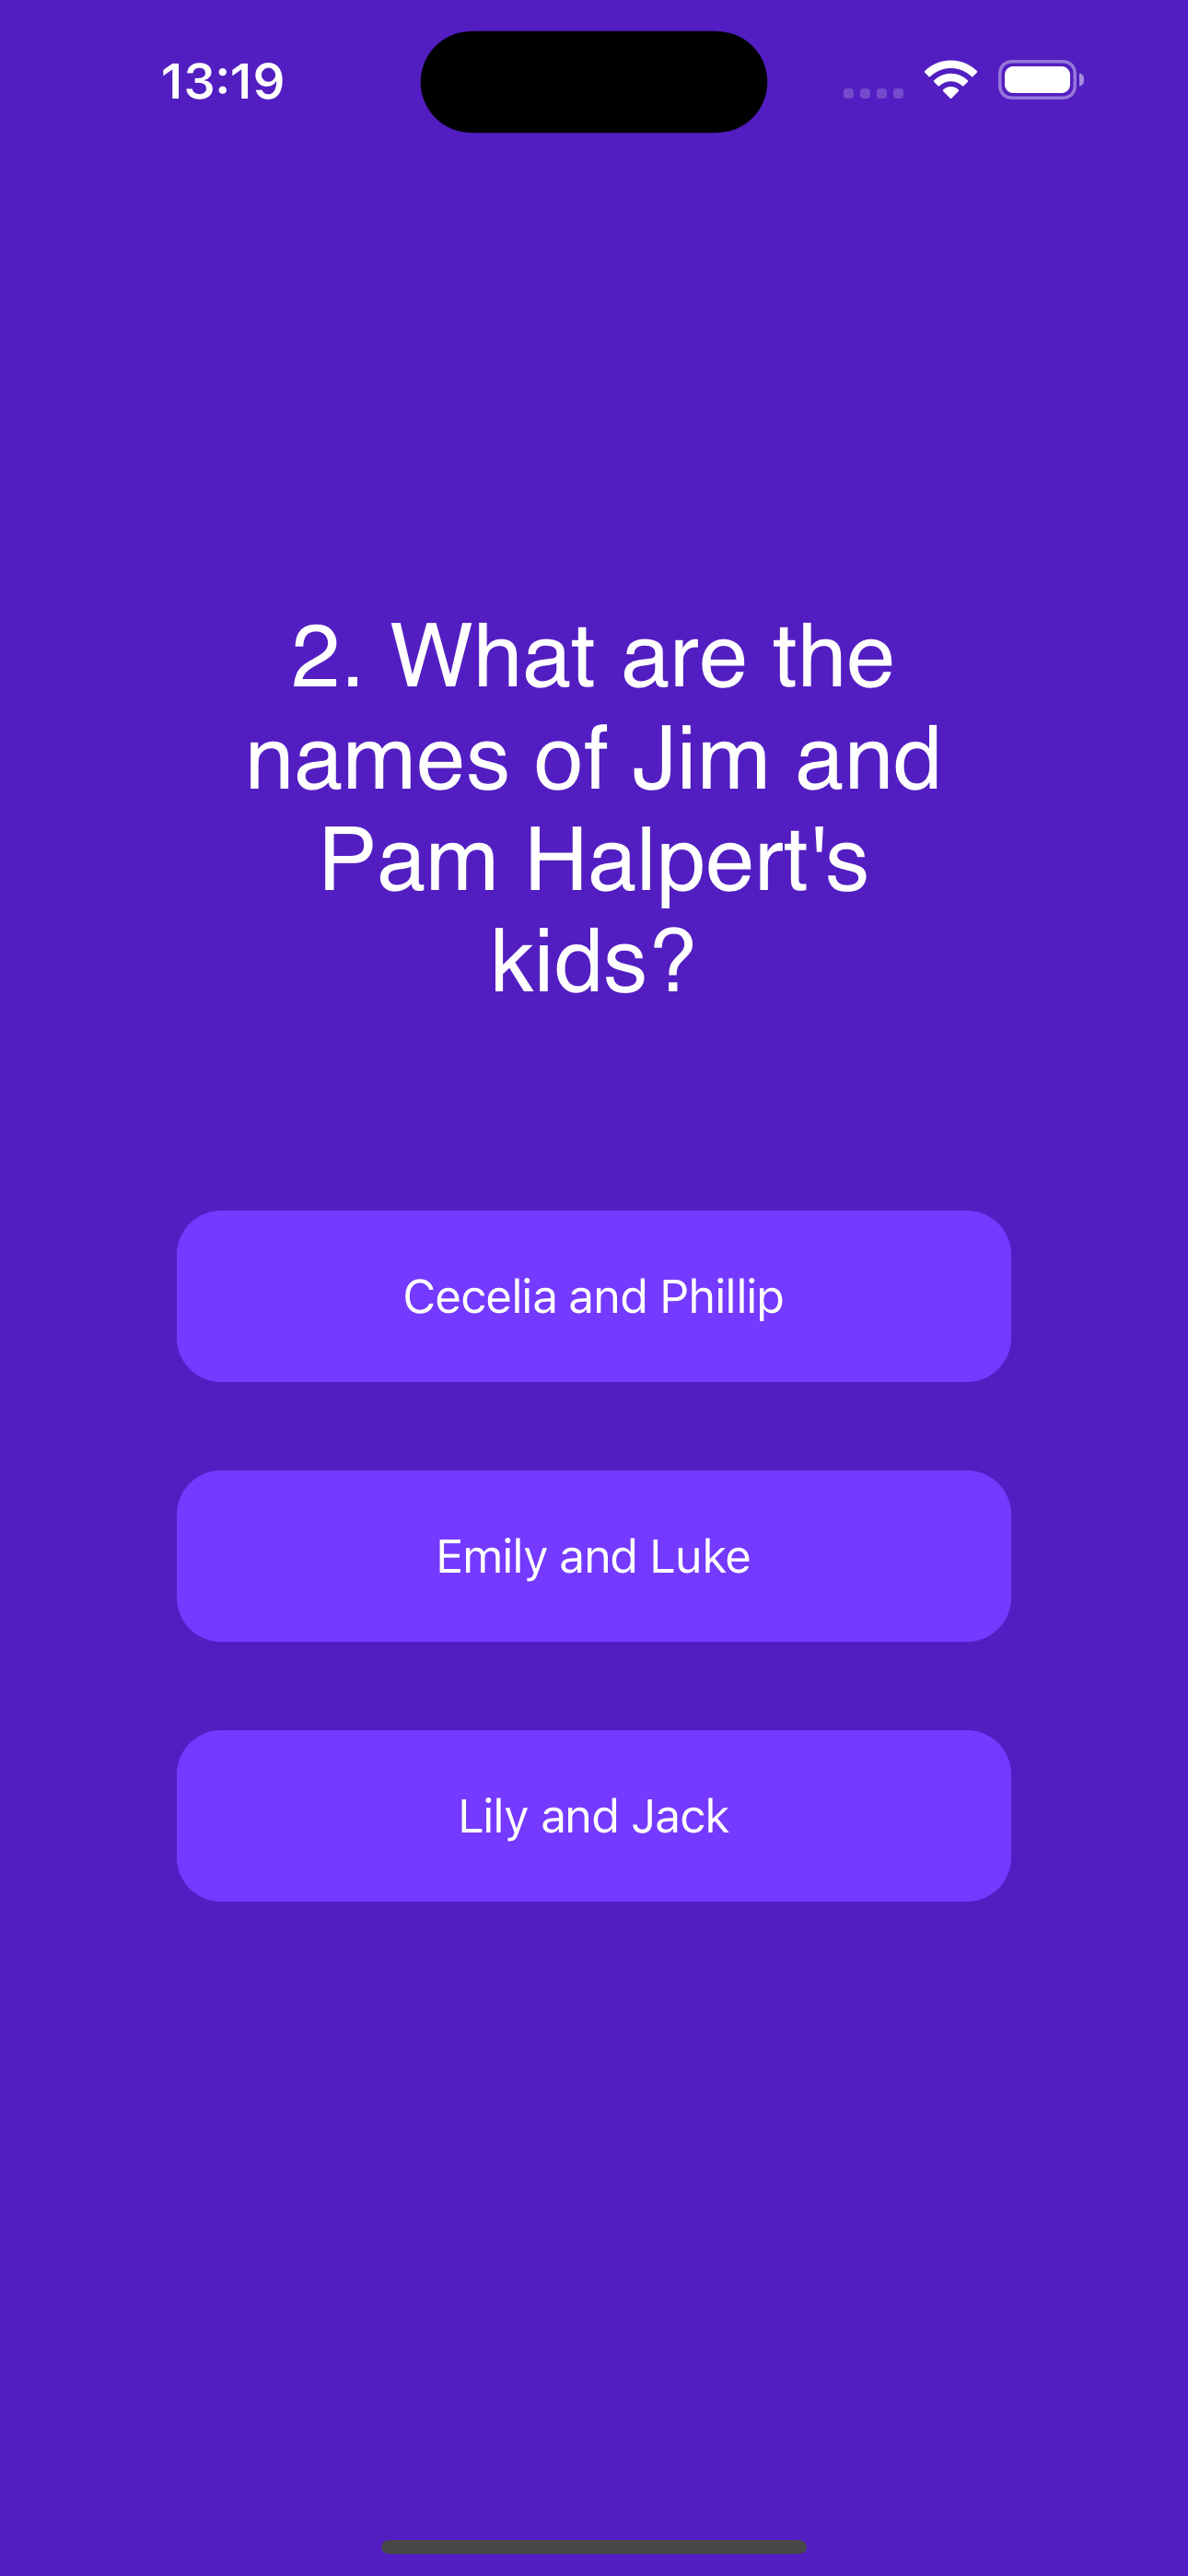 13:19
2. What are the
names of Jim and
Pam Halpert's
kids?
Cecelia and Phillip
Emily and Luke
Lily and Jack